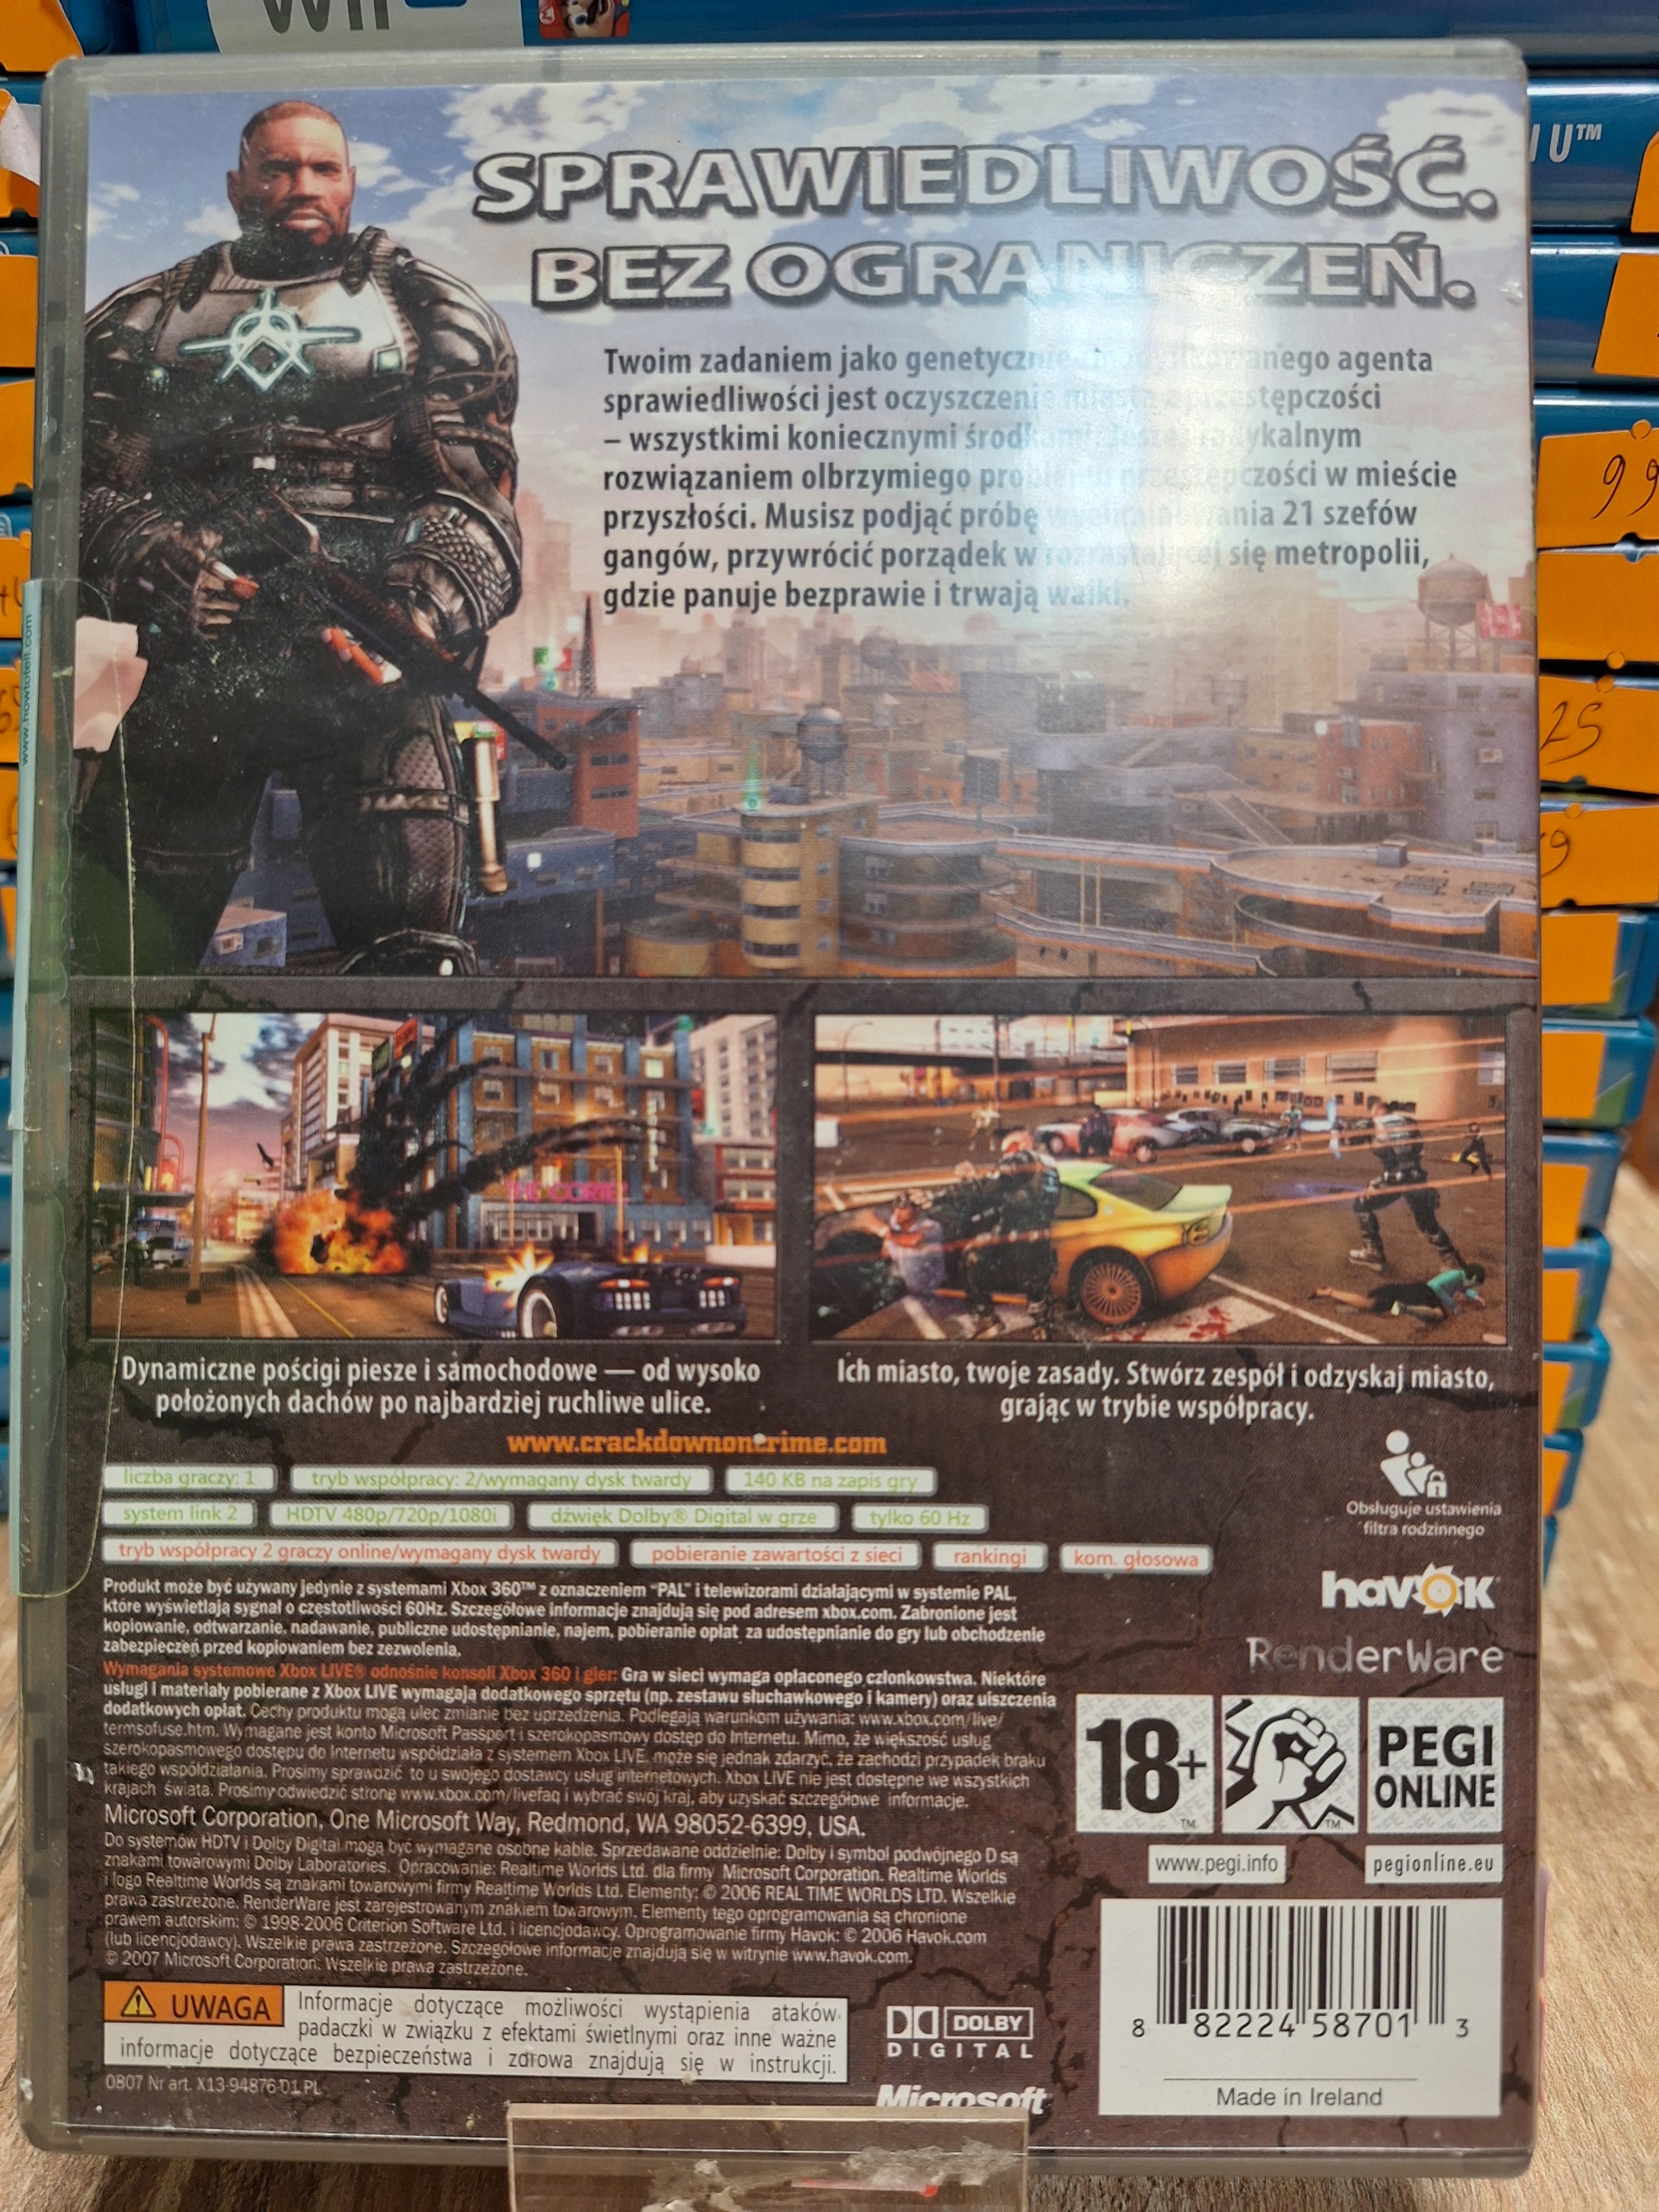 Wii U
U™
SPRAWIEDLIWOŚĆ.
BEZ OGRANICZEŃ.
Twoim zadaniem jako genetycznie zmodyfikowanego agenta
sprawiedliwości jest oczyszczenie miasta z przestępczości
– wszystkimi koniecznymi środkami. Jesteś radykalnym
rozwiązaniem olbrzymiego problemu przestępczości w mieście
przyszłości. Musisz podjąć próbę wyeliminowania 21 szefów
gangów, przywrócić porządek w rozrastającej się metropolii,
gdzie panuje bezprawie i trwają walki.
www.howtotell.com
99
25
9
Dynamiczne pościgi piesze i samochodowe — od wysoko
położonych dachów po najbardziej ruchliwe ulice.
Ich miasto, twoje zasady. Stwórz zespół i odzyskaj miasto,
grając w trybie współpracy.
www.crackdownoncrime.com
liczba graczy: 1
tryb współpracy: 2/wymagany dysk twardy
140 KB na zapis gry
system link 2
HDTV 480p/720p/1080i
dźwięk Dolby® Digital w grze
tylko 60 Hz
tryb współpracy 2 graczy online/wymagany dysk twardy
pobieranie zawartości z sieci
rankingi
kom. głosowa
Obsługuje ustawienia
filtra rodzinnego
havok
RenderWare
Produkt może być używany jedynie z systemami Xbox 360™ z oznaczeniem "PAL" i telewizorami działającymi w systemie PAL,
które wyświetlają sygnał o częstotliwości 60Hz. Szczegółowe informacje znajdują się pod adresem xbox.com. Zabronione jest
kopiowanie, odtwarzanie, nadawanie, publiczne udostępnianie, najem, pobieranie opłat za udostępnianie do gry lub obchodzenie
zabezpieczeń przed kopiowaniem bez zezwolenia.
Wymagania systemowe Xbox LIVE® odnośnie konsoli Xbox 360 i gier: Gra w sieci wymaga opłaconego członkowstwa. Niektóre
usługi i materiały pobierane z Xbox LIVE wymagają dodatkowego sprzętu (np. zestawu słuchawkowego i kamery) oraz uiszczenia
dodatkowych opłat. Cechy produktu mogą ulec zmianie bez uprzedzenia. Podlegają warunkom używania: www.xbox.com/live/
termsofuse.htm. Wymagane jest konto Microsoft Passport i szerokopasmowy dostęp do Internetu. Mimo, że większość usług
szerokopasmowego dostępu do Internetu współdziała z systemem Xbox LIVE, może się jednak zdarzyć, że zachodzi przypadek braku
takiego współdziałania. Prosimy sprawdzić to u swojego dostawcy usług internetowych. Xbox LIVE nie jest dostępne we wszystkich
krajach świata. Prosimy odwiedzić stronę www.xbox.com/livefaq i wybrać swój kraj, aby uzyskać szczegółowe informacje.
Microsoft Corporation, One Microsoft Way, Redmond, WA 98052-6399, USA.
Do systemów HDTV i Dolby Digital mogą być wymagane osobne kable. Sprzedawane oddzielnie: Dolby i symbol podwójnego D są
znakami towarowymi Dolby Laboratories. Opracowanie: Realtime Worlds Ltd. dla firmy Microsoft Corporation. Realtime Worlds
i logo Realtime Worlds są znakami towarowymi firmy Realtime Worlds Ltd. Elementy: © 2006 REAL TIME WORLDS LTD. Wszelkie
prawa zastrzeżone. RenderWare jest zarejestrowanym znakiem towarowym. Elementy tego oprogramowania są chronione
prawem autorskim: © 1998-2006 Criterion Software Ltd. i licencjodawcy. Oprogramowanie firmy Havok: © 2006 Havok.com
(lub licencjodawcy). Wszelkie prawa zastrzeżone. Szczegółowe informacje znajdują się w witrynie www.havok.com.
© 2007 Microsoft Corporation. Wszelkie prawa zastrzeżone.
18+
PEGI
ONLINE
www.pegi.info
pegionline.eu
UWAGA
Informacje dotyczące możliwości wystąpienia ataków
padaczki w związku z efektami świetlnymi oraz inne ważne
informacje dotyczące bezpieczeństwa i zdrowa znajdują się w instrukcji.
0807 Nr art. X13-94876-01 PL
DOLBY
DIGITAL
Microsoft
8 82224 58701 3
Made in Ireland